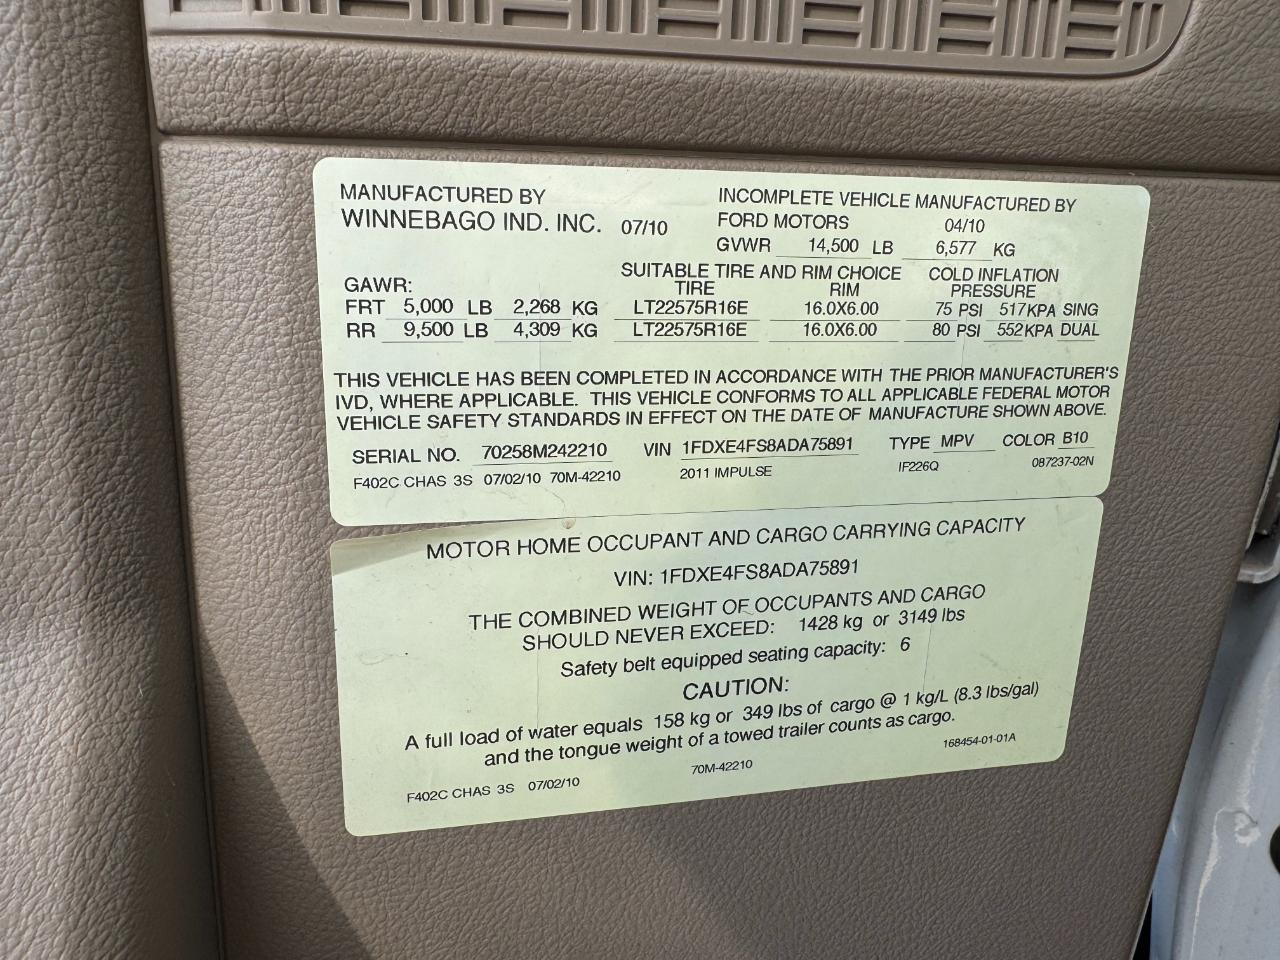 MANUFACTURED BY
WINNEBAGO IND. INC. 07/10
INCOMPLETE VEHICLE MANUFACTURED BY
FORD MOTORS 04/10
GVWR 14,500 LB 6,577 KG
GAWR:
SUITABLE TIRE AND RIM CHOICE
TIRE RIM
COLD INFLATION
PRESSURE
FRT 5,000 LB 2,268 KG LT22575R16E 16.0X6.00 75 PSI 517KPA SING
RR 9,500 LB 4,309 KG LT22575R16E 16.0X6.00 80 PSI 552KPA DUAL
THIS VEHICLE HAS BEEN COMPLETED IN ACCORDANCE WITH THE PRIOR MANUFACTURER'S
IVD, WHERE APPLICABLE. THIS VEHICLE CONFORMS TO ALL APPLICABLE FEDERAL MOTOR
VEHICLE SAFETY STANDARDS IN EFFECT ON THE DATE OF MANUFACTURE SHOWN ABOVE.
SERIAL NO. 70258M242210 VIN 1FDXE4FS8ADA75891 TYPE MPV COLOR B10
F402C CHAS 3S 07/02/10 70M-42210 2011 IMPULSE IF226Q 087237-02N
MOTOR HOME OCCUPANT AND CARGO CARRYING CAPACITY
VIN: 1FDXE4FS8ADA75891
THE COMBINED WEIGHT OF OCCUPANTS AND CARGO
SHOULD NEVER EXCEED: 1428 kg or 3149 lbs
Safety belt equipped seating capacity: 6
CAUTION:
A full load of water equals 158 kg or 349 lbs of cargo @ 1 kg/L (8.3 lbs/gal)
and the tongue weight of a towed trailer counts as cargo.
168454-01-01A
F402C CHAS 3S 07/02/10 70M-42210